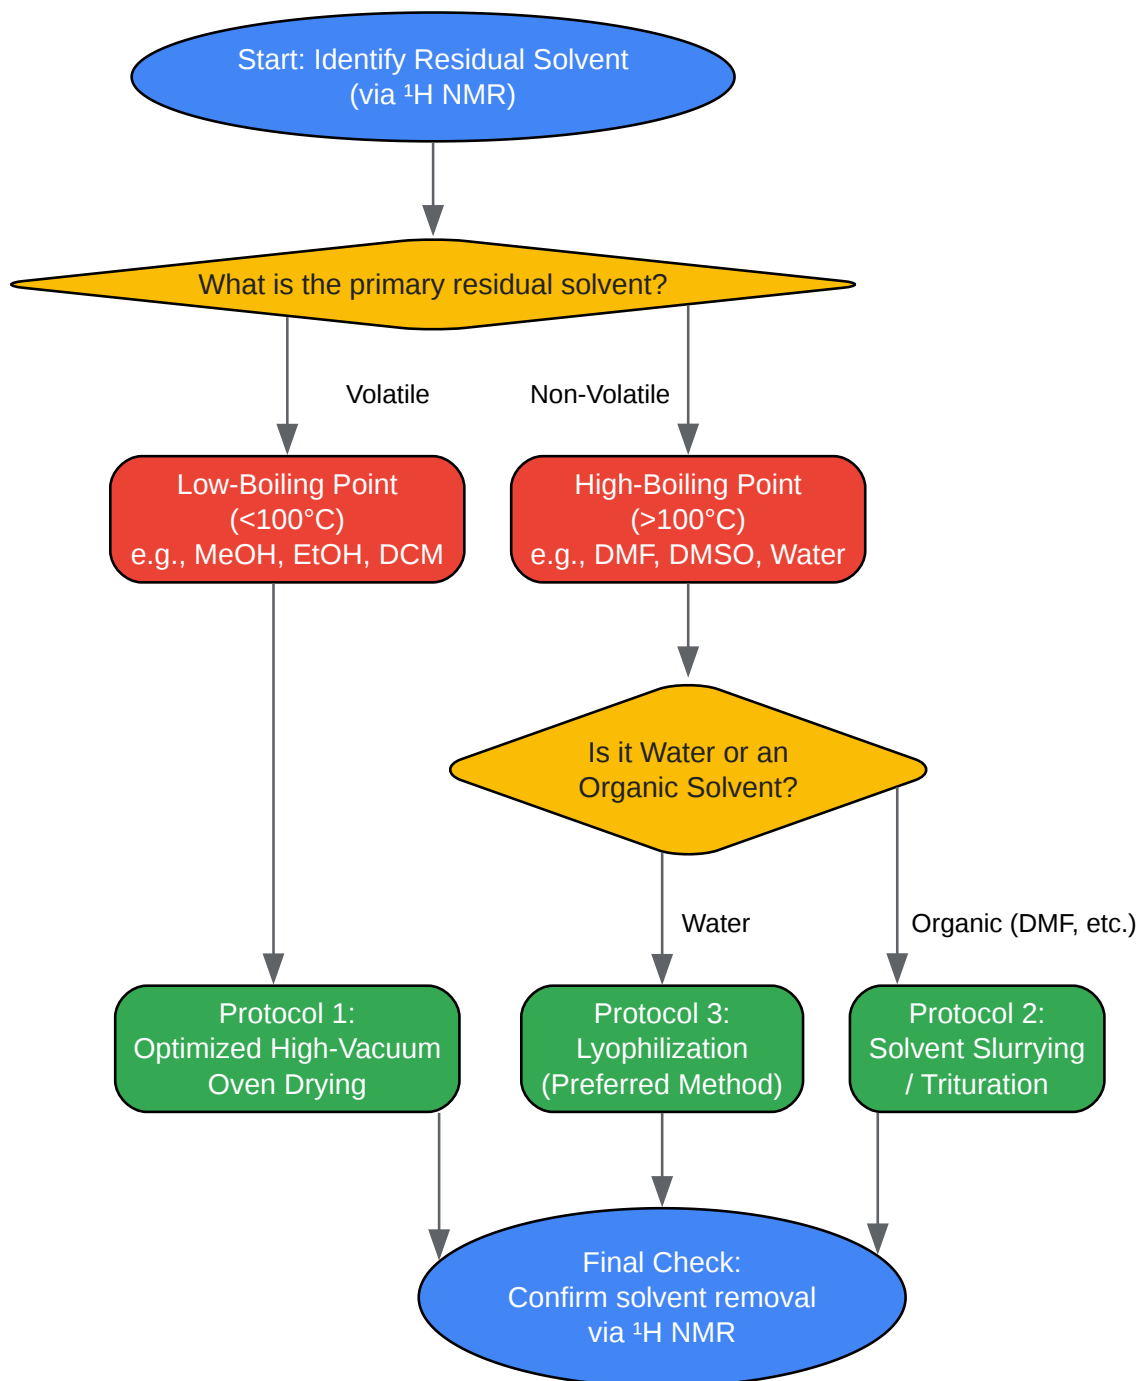 Start: Identify Residual Solvent
(via ¹H NMR)
What is the primary residual solvent?
Volatile
Non-Volatile
Low-Boiling Point
(<100°C)
e.g., MeOH, EtOH, DCM
High-Boiling Point
(>100°C)
e.g., DMF, DMSO, Water
Is it Water or an
Organic Solvent?
Water
Organic (DMF, etc.)
Protocol 1:
Optimized High-Vacuum
Oven Drying
Protocol 3:
Lyophilization
(Preferred Method)
Protocol 2:
Solvent Slurrying
/ Trituration
Final Check:
Confirm solvent removal
via ¹H NMR